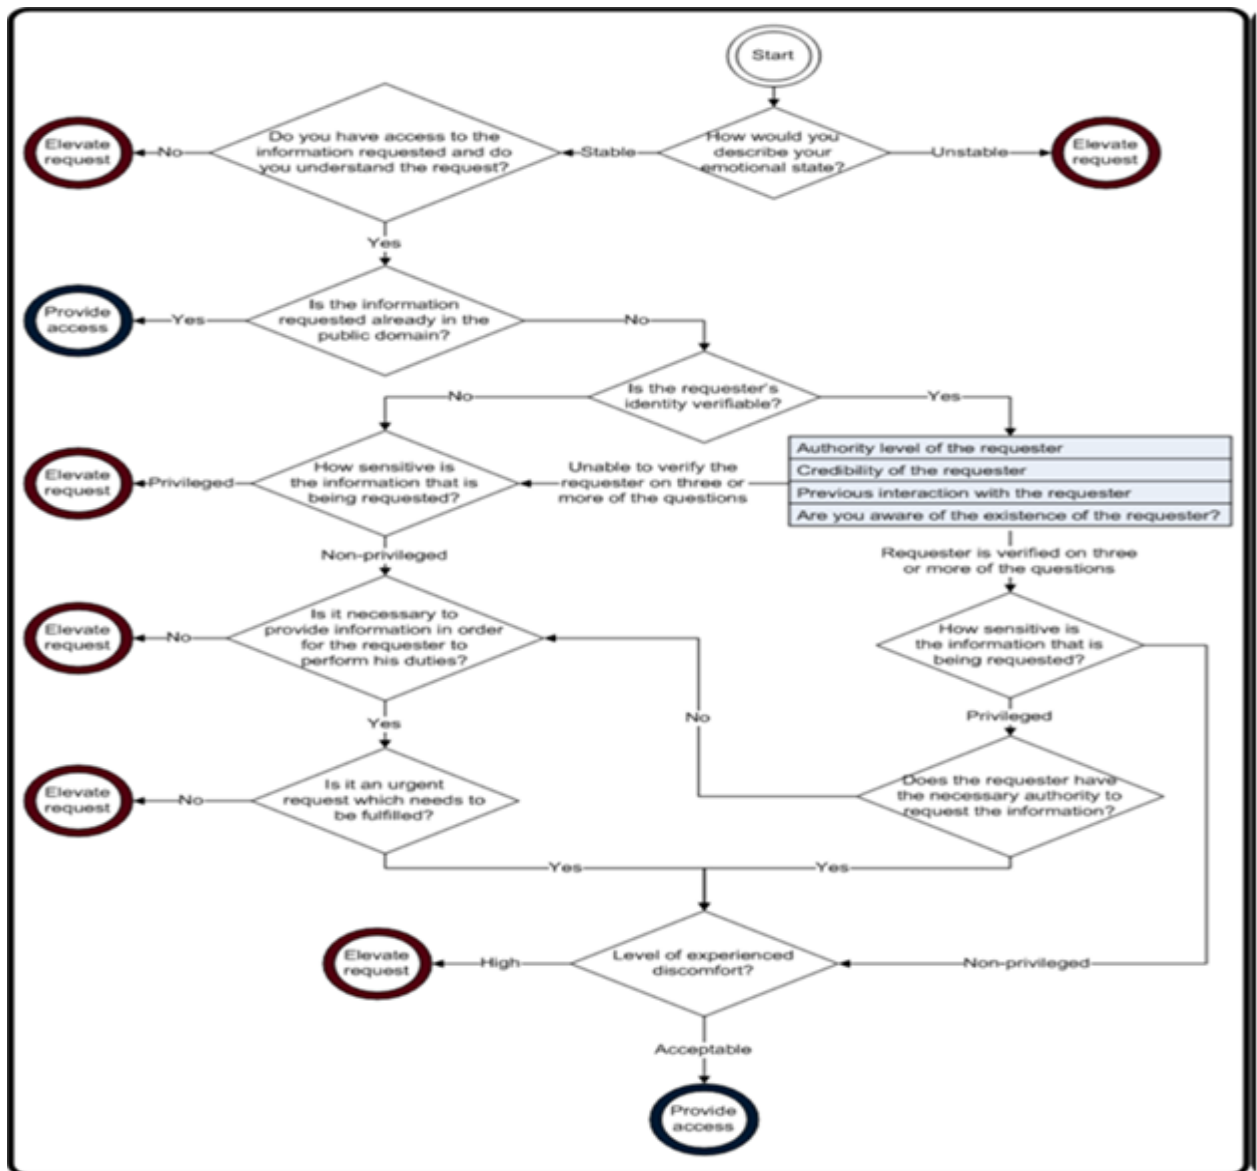 Start
How would you
describe your
emotional state?
Unstable
Elevate
request
Stable
Do you have access to the
information requested and do
you understand the request?
No
Elevate
request
Yes
Is the information
requested already in the
public domain?
Yes
Provide
access
No
Is the requester's
identity verifiable?
No
Yes
Authority level of the requester
Credibility of the requester
Previous interaction with the requester
Are you aware of the existence of the requester?
Unable to verify the
requester on three or
more of the questions
How sensitive is
the information that is
being requested?
Privileged
Elevate
request
Non-privileged
Requester is verified on three
or more of the questions
Is it necessary to
provide information in order
for the requester to
perform his duties?
No
Elevate
request
How sensitive is
the information that is
being requested?
Privileged
Yes
No
Is it an urgent
request which needs to
be fulfilled?
No
Elevate
request
Does the requester have
the necessary authority to
request the information?
Yes
Yes
Level of experienced
discomfort?
High
Elevate
request
Non-privileged
Acceptable
Provide
access